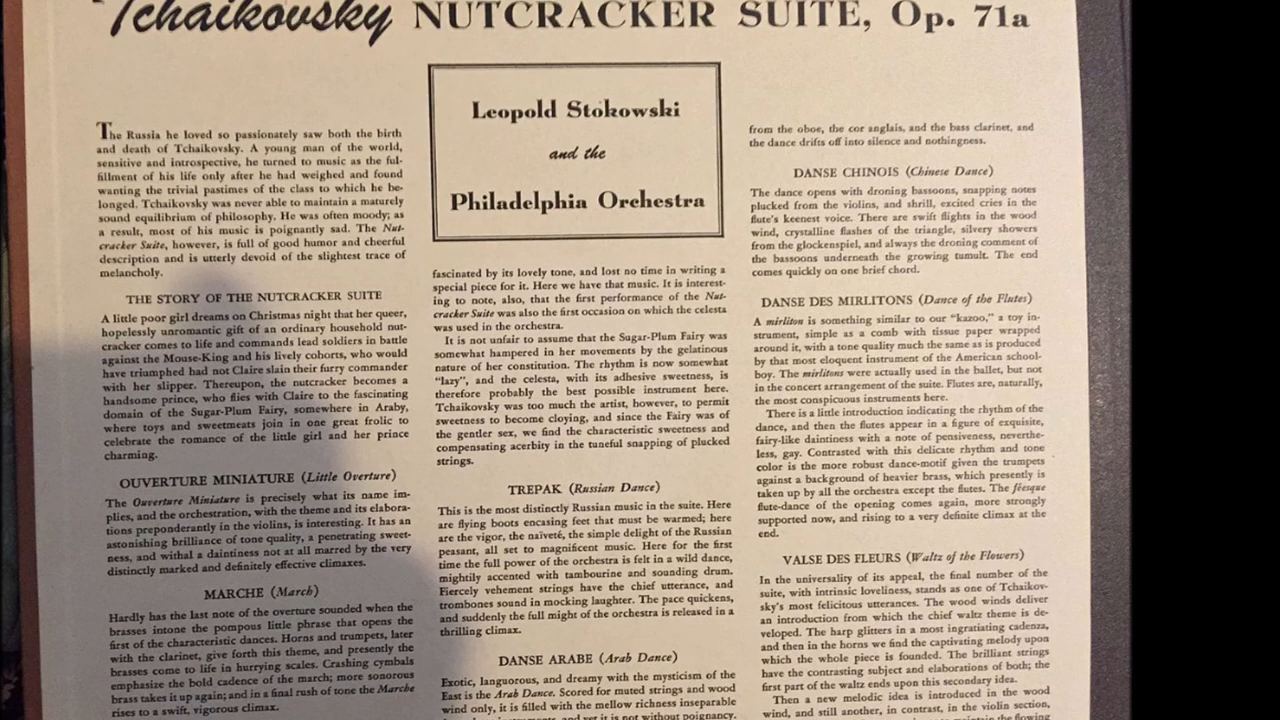 Tchaikovsky NUTCRACKER SUITE, Op. 71a
The Russia he loved so passionately saw both the birth
and death of Tchaikovsky. A young man of the world,
sensitive and introspective, he turned to music as the ful-
fillment of his life only after he had weighed and found
wanting the trivial pastimes of the class to which he be-
longed. Tchaikovsky was never able to maintain a maturely
sound equilibrium of philosophy. He was often moody; as
a result, most of his music is poignantly sad. The Nut-
cracker Suite, however, is full of good humor and cheerful
description and is utterly devoid of the slightest trace of
melancholy.
THE STORY OF THE NUTCRACKER SUITE
A little poor girl dreams on Christmas night that her queer,
hopelessly unromantic gift of an ordinary household nut-
cracker comes to life and commands lead soldiers in battle
against the Mouse-King and his lively cohorts, who would
have triumphed had not Claire slain their furry commander
with her slipper. Thereupon, the nutcracker becomes a
handsome prince, who flies with Claire to the fascinating
domain of the Sugar-Plum Fairy, somewhere in Araby,
where toys and sweetmeats join in one great frolic to
celebrate the romance of the little girl and her prince
charming.
OUVERTURE MINIATURE (Little Overture)
The Ouverture Miniature is precisely what its name im-
plies, and the orchestration, with the theme and its elabora-
tions preponderantly in the violins, is interesting. It has an
astonishing brilliance of tone quality, a penetrating sweet-
ness, and withal a daintiness not at all marred by the very
distinctly marked and definitely effective climaxes.
MARCHE (March)
Hardly has the last note of the overture sounded when the
brasses intone the pompous little phrase that opens the
first of the characteristic dances. Horns and trumpets, later
with the clarinet, give forth this theme, and presently the
brasses come to life in hurrying scales. Crashing cymbals
emphasize the bold cadence of the march; more sonorous
brass takes it up again; and in a final rush of tone the Marche
rises to a swift, vigorous climax.
Leopold Stokowski
and the
Philadelphia Orchestra
fascinated by its lovely tone, and lost no time in writing a
special piece for it. Here we have that music. It is interest-
ing to note, also, that the first performance of the Nut-
cracker Suite was also the first occasion on which the celesta
was used in the orchestra.
It is not unfair to assume that the Sugar-Plum Fairy was
somewhat hampered in her movements by the gelatinous
nature of her constitution. The rhythm is now somewhat
"lazy", and the celesta, with its adhesive sweetness, is
therefore probably the best possible instrument here.
Tchaikovsky was too much the artist, however, to permit
sweetness to become cloying, and since the Fairy was of
the gentler sex, we find the characteristic sweetness and
compensating acerbity in the tuneful snapping of plucked
strings.
TREPAK (Russian Dance)
This is the most distinctly Russian music in the suite. Here
are flying boots encasing feet that must be warmed; here
are the vigor, the naïveté, the simple delight of the Russian
peasant, all set to magnificent music. Here for the first
time the full power of the orchestra is felt in a wild dance,
mightily accented with tambourine and sounding drum.
Fiercely vehement strings have the chief utterance, and
trombones sound in mocking laughter. The pace quickens,
and suddenly the full might of the orchestra is released in a
thrilling climax.
DANSE ARABE (Arab Dance)
Exotic, languorous, and dreamy with the mysticism of the
East is the Arab Dance. Scored for muted strings and wood
wind only, it is filled with the mellow richness inseparable
and yet it is not without poignancy.
from the oboe, the cor anglais, and the bass clarinet, and
the dance drifts off into silence and nothingness.
DANSE CHINOIS (Chinese Dance)
The dance opens with droning bassoons, snapping notes
plucked from the violins, and shrill, excited cries in the
flute's keenest voice. There are swift flights in the wood
wind, crystalline flashes of the triangle, silvery showers
from the glockenspiel, and always the droning comment of
the bassoons underneath the growing tumult. The end
comes quickly on one brief chord.
DANSE DES MIRLITONS (Dance of the Flutes)
A mirliton is something similar to our "kazoo," a toy in-
strument, simple as a comb with tissue paper wrapped
around it, with a tone quality much the same as is produced
by that most eloquent instrument of the American school-
boy. The mirlitons were actually used in the ballet, but not
in the concert arrangement of the suite. Flutes are, naturally,
the most conspicuous instruments here.
There is a little introduction indicating the rhythm of the
dance, and then the flutes appear in a figure of exquisite,
fairy-like daintiness with a note of pensiveness, neverthe-
less, gay. Contrasted with this delicate rhythm and tone
color is the more robust dance-motif given the trumpets
against a background of heavier brass, which presently is
taken up by all the orchestra except the flutes. The féesque
flute-dance of the opening comes again, more strongly
supported now, and rising to a very definite climax at the
end.
VALSE DES FLEURS (Waltz of the Flowers)
In the universality of its appeal, the final number of the
suite, with intrinsic loveliness, stands as one of Tchaikov-
sky's most felicitous utterances. The wood winds deliver
an introduction from which the chief waltz theme is de-
veloped. The harp glitters in a most ingratiating cadenza,
and then in the horns we find the captivating melody upon
which the whole piece is founded. The brilliant strings
have the contrasting subject and elaborations of both; the
first part of the waltz ends upon this secondary idea.
Then a new melodic idea is introduced in the wood
wind, and still another, in contrast, in the violin section,
the flowing